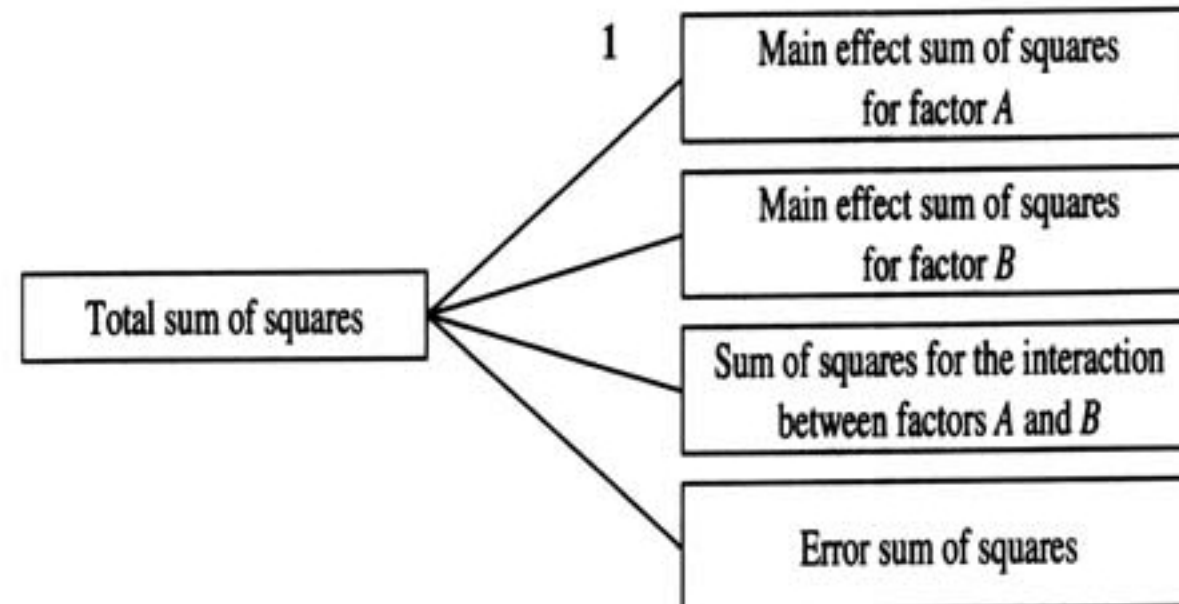 1
Main effect sum of squares
for factor A
Main effect sum of squares
for factor B
Total sum of squares
Sum of squares for the interaction
between factors A and B
Error sum of squares